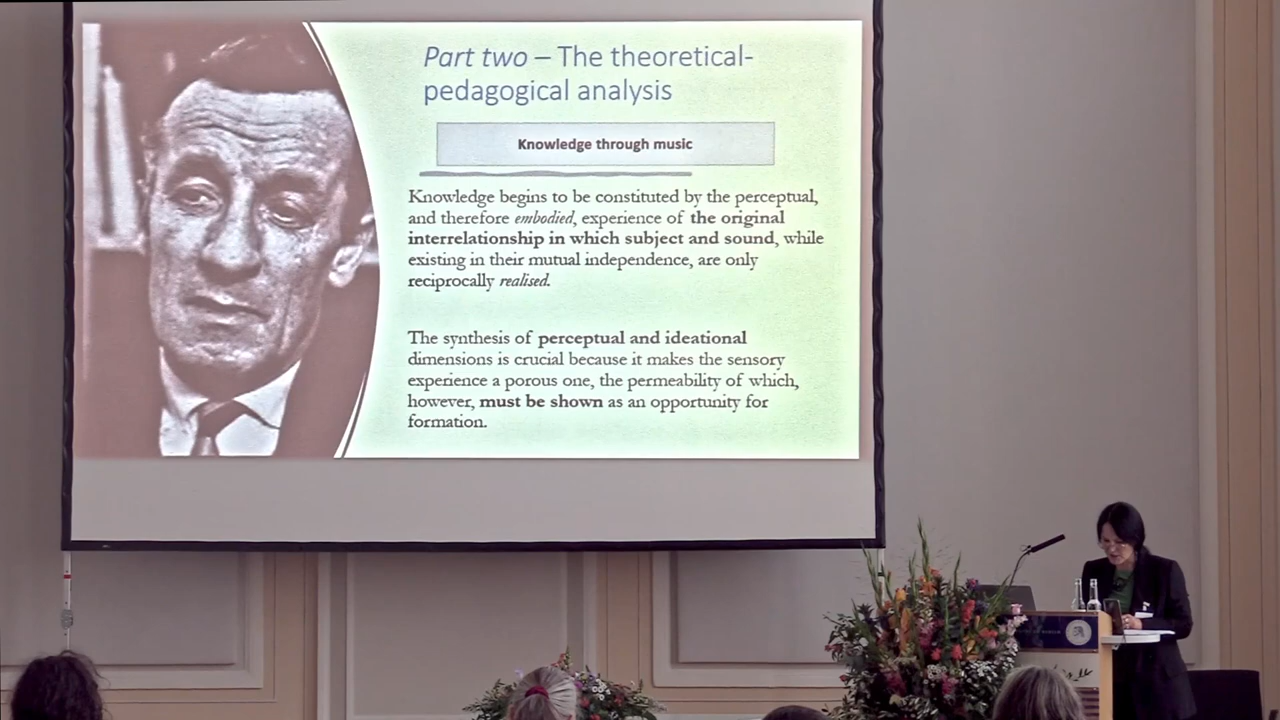 Part two – The theoretical-
pedagogical analysis
Knowledge through music
Knowledge begins to be constituted by the perceptual,
and therefore embodied, experience of the original
interrelationship in which subject and sound, while
existing in their mutual independence, are only
reciprocally realised.
The synthesis of perceptual and ideational
dimensions is crucial because it makes the sensory
experience a porous one, the permeability of which,
however, must be shown as an opportunity for
formation.